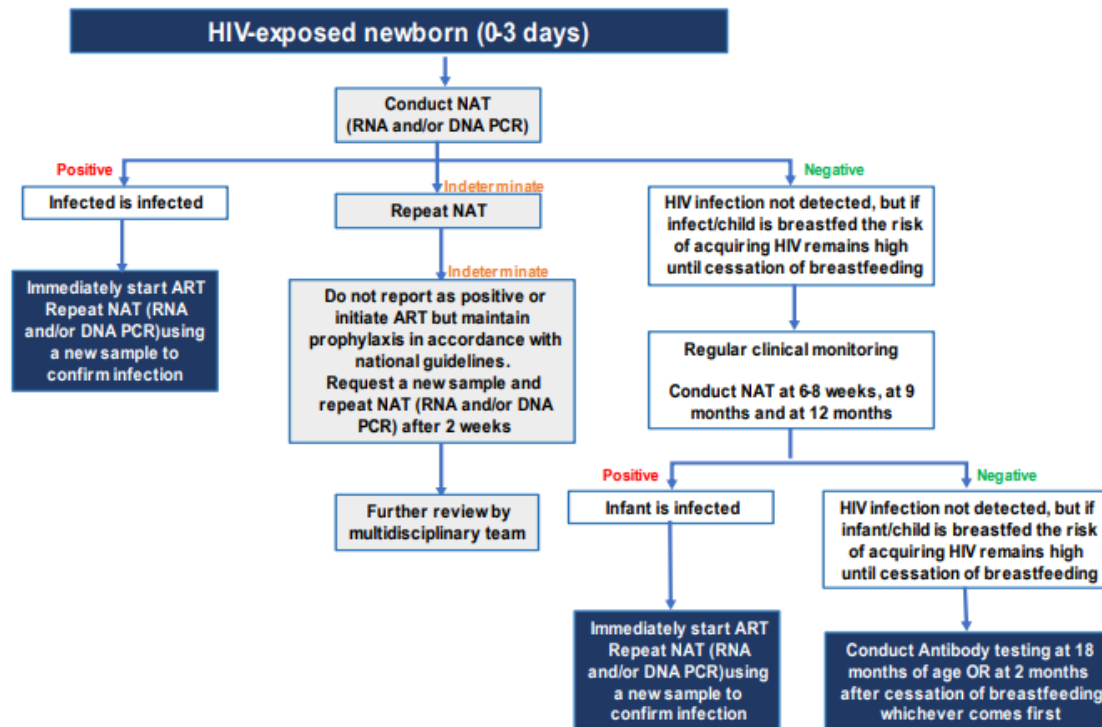 HIV-exposed newborn (0-3 days)
Conduct NAT
(RNA and/or DNA PCR)
Positive
Indeterminate
Negative
Infected is infected
Repeat NAT
HIV infection not detected, but if
infect/child is breastfed the risk
of acquiring HIV remains high
until cessation of breastfeeding
Immediately start ART
Repeat NAT (RNA
and/or DNA PCR)using
a new sample to
confirm infection
Indeterminate
Do not report as positive or
initiate ART but maintain
prophylaxis in accordance with
national guidelines.
Request a new sample and
repeat NAT (RNA and/or DNA
PCR) after 2 weeks
Regular clinical monitoring
Conduct NAT at 6-8 weeks, at 9
months and at 12 months
Further review by
multidisciplinary team
Positive
Negative
Infant is infected
HIV infection not detected, but if
infant/child is breastfed the risk
of acquiring HIV remains high
until cessation of breastfeeding
Immediately start ART
Repeat NAT (RNA
and/or DNA PCR)using
a new sample to
confirm infection
Conduct Antibody testing at 18
months of age OR at 2 months
after cessation of breastfeeding
whichever comes first